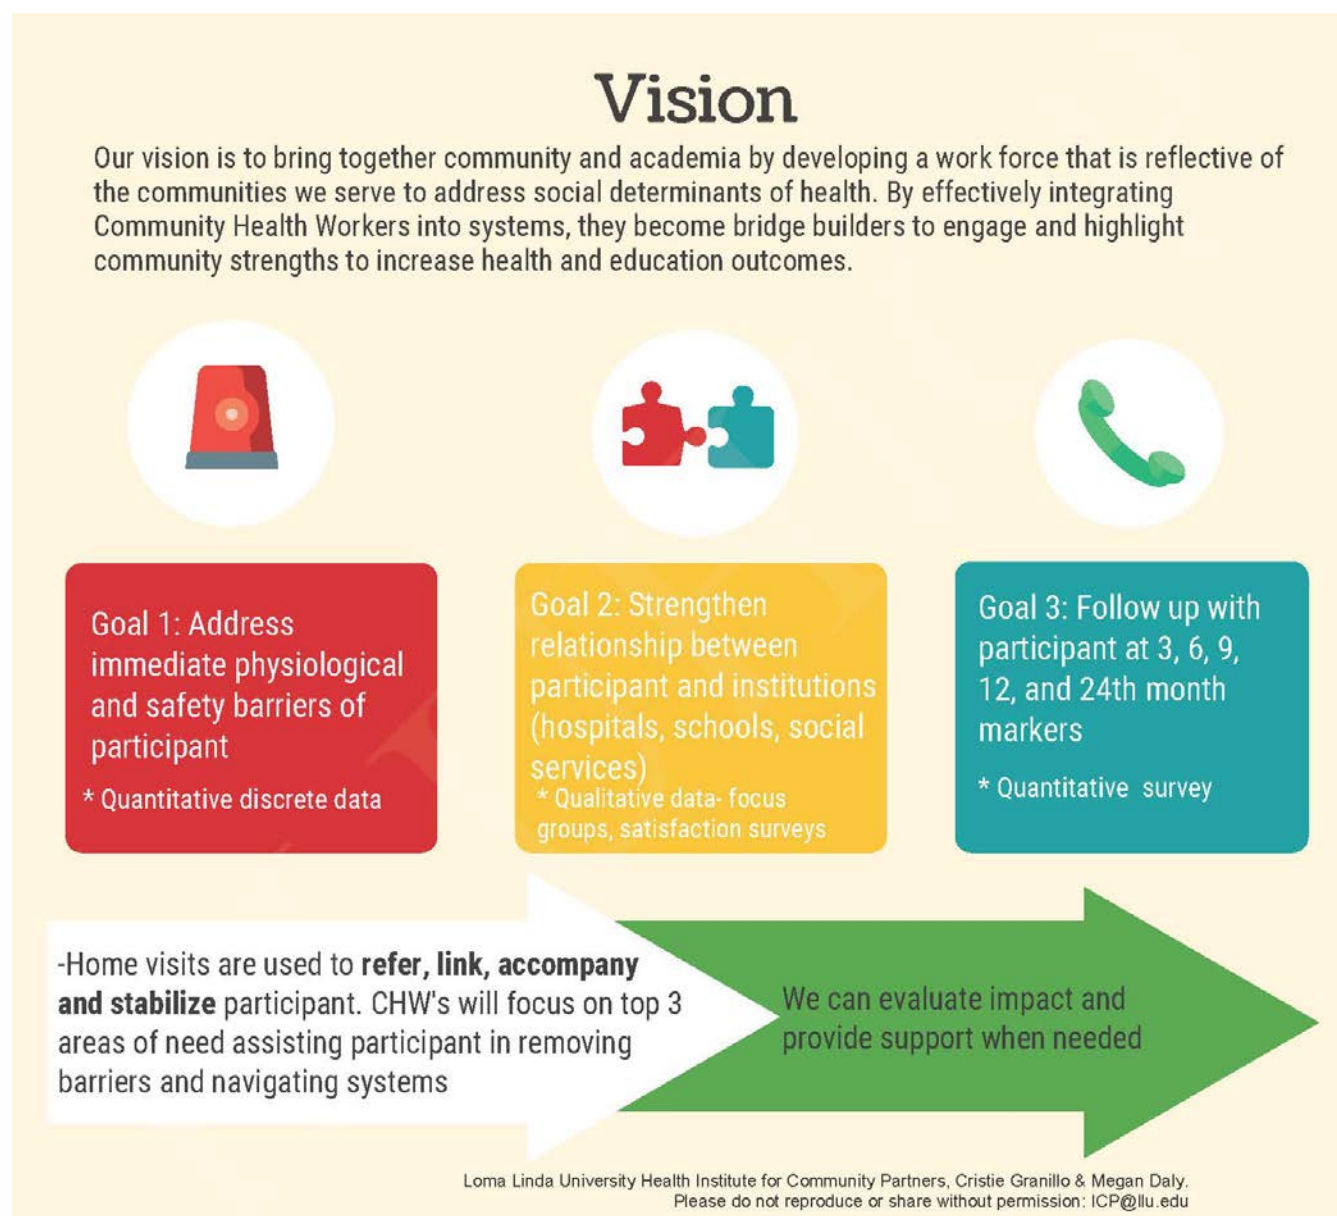 Vision
Our vision is to bring together community and academia by developing a work force that is reflective of
the communities we serve to address social determinants of health. By effectively integrating
Community Health Workers into systems, they become bridge builders to engage and highlight
community strengths to increase health and education outcomes.
Goal 1: Address
immediate physiological
and safety barriers of
participant
* Quantitative discrete data
Goal 2: Strengthen
relationship between
participant and institutions
(hospitals, schools, social
services)
* Qualitative data- focus
groups, satisfaction surveys
Goal 3: Follow up with
participant at 3, 6, 9,
12, and 24th month
markers
* Quantitative survey
-Home visits are used to refer, link, accompany
and stabilize participant. CHW's will focus on top 3
areas of need assisting participant in removing
barriers and navigating systems
We can evaluate impact and
provide support when needed
Loma Linda University Health Institute for Community Partners, Cristie Granillo & Megan Daly.
Please do not reproduce or share without permission: ICP@llu.edu